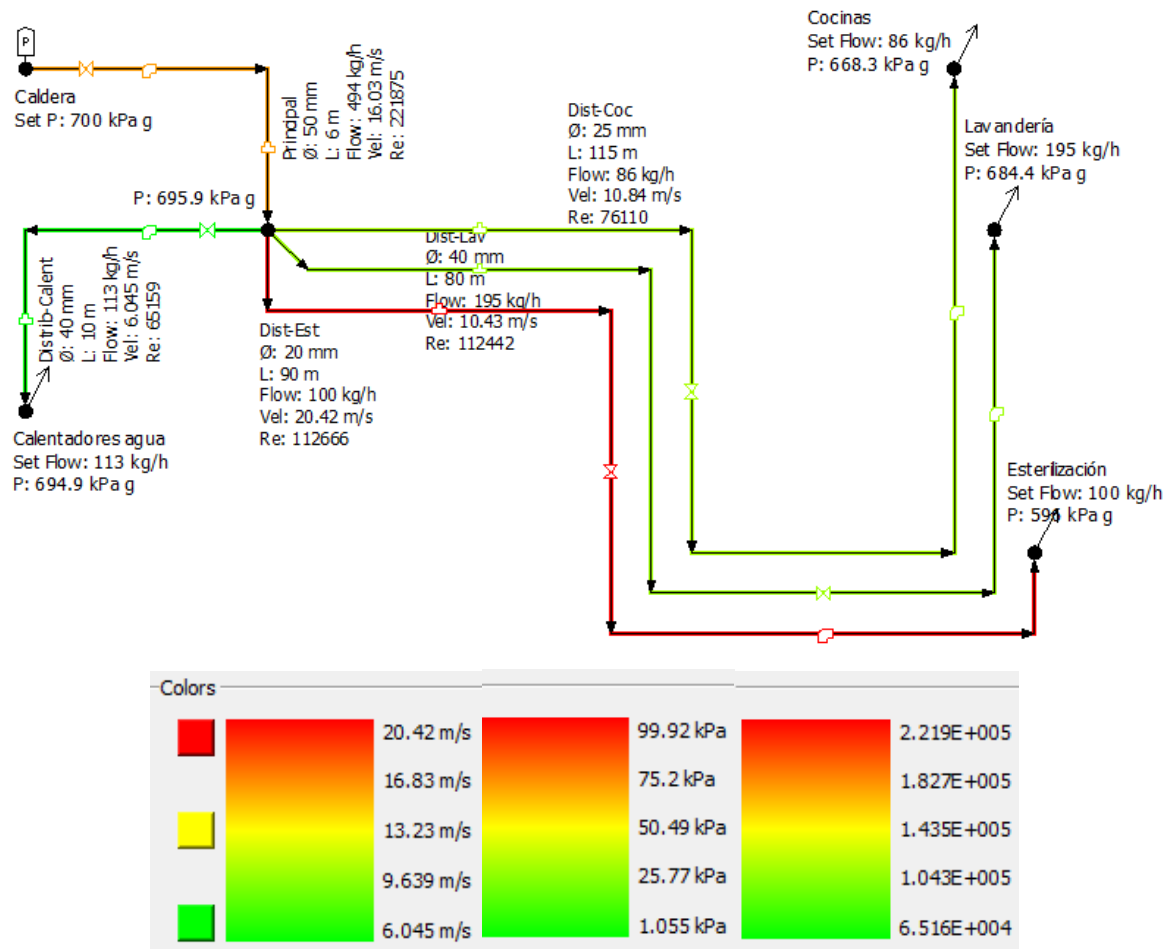 P
Caldera
Set P: 700 kPa g
Principal
Ø: 50 mm
L: 6 m
Flow: 494 kg/h
Vel: 16.03 m/s
Re: 221875
Cocinas
Set Flow: 86 kg/h
P: 668.3 kPa g
Dist-Coc
Ø: 25 mm
L: 115 m
Flow: 86 kg/h
Vel: 10.84 m/s
Re: 76110
Lavandería
Set Flow: 195 kg/h
P: 684.4 kPa g
P: 695.9 kPa g
Distrib-Calent
Ø: 40 mm
L: 10 m
Flow: 113 kg/h
Vel: 6.045 m/s
Re: 65159
Dist-Lav
Ø: 40 mm
L: 80 m
Flow: 195 kg/h
Vel: 10.43 m/s
Re: 112442
Dist-Est
Ø: 20 mm
L: 90 m
Flow: 100 kg/h
Vel: 20.42 m/s
Re: 112666
Calentadores agua
Set Flow: 113 kg/h
P: 694.9 kPa g
Esterilización
Set Flow: 100 kg/h
P: 596 kPa g
Colors
20.42 m/s
16.83 m/s
13.23 m/s
9.639 m/s
6.045 m/s
99.92 kPa
75.2 kPa
50.49 kPa
25.77 kPa
1.055 kPa
2.219E+005
1.827E+005
1.435E+005
1.043E+005
6.516E+004